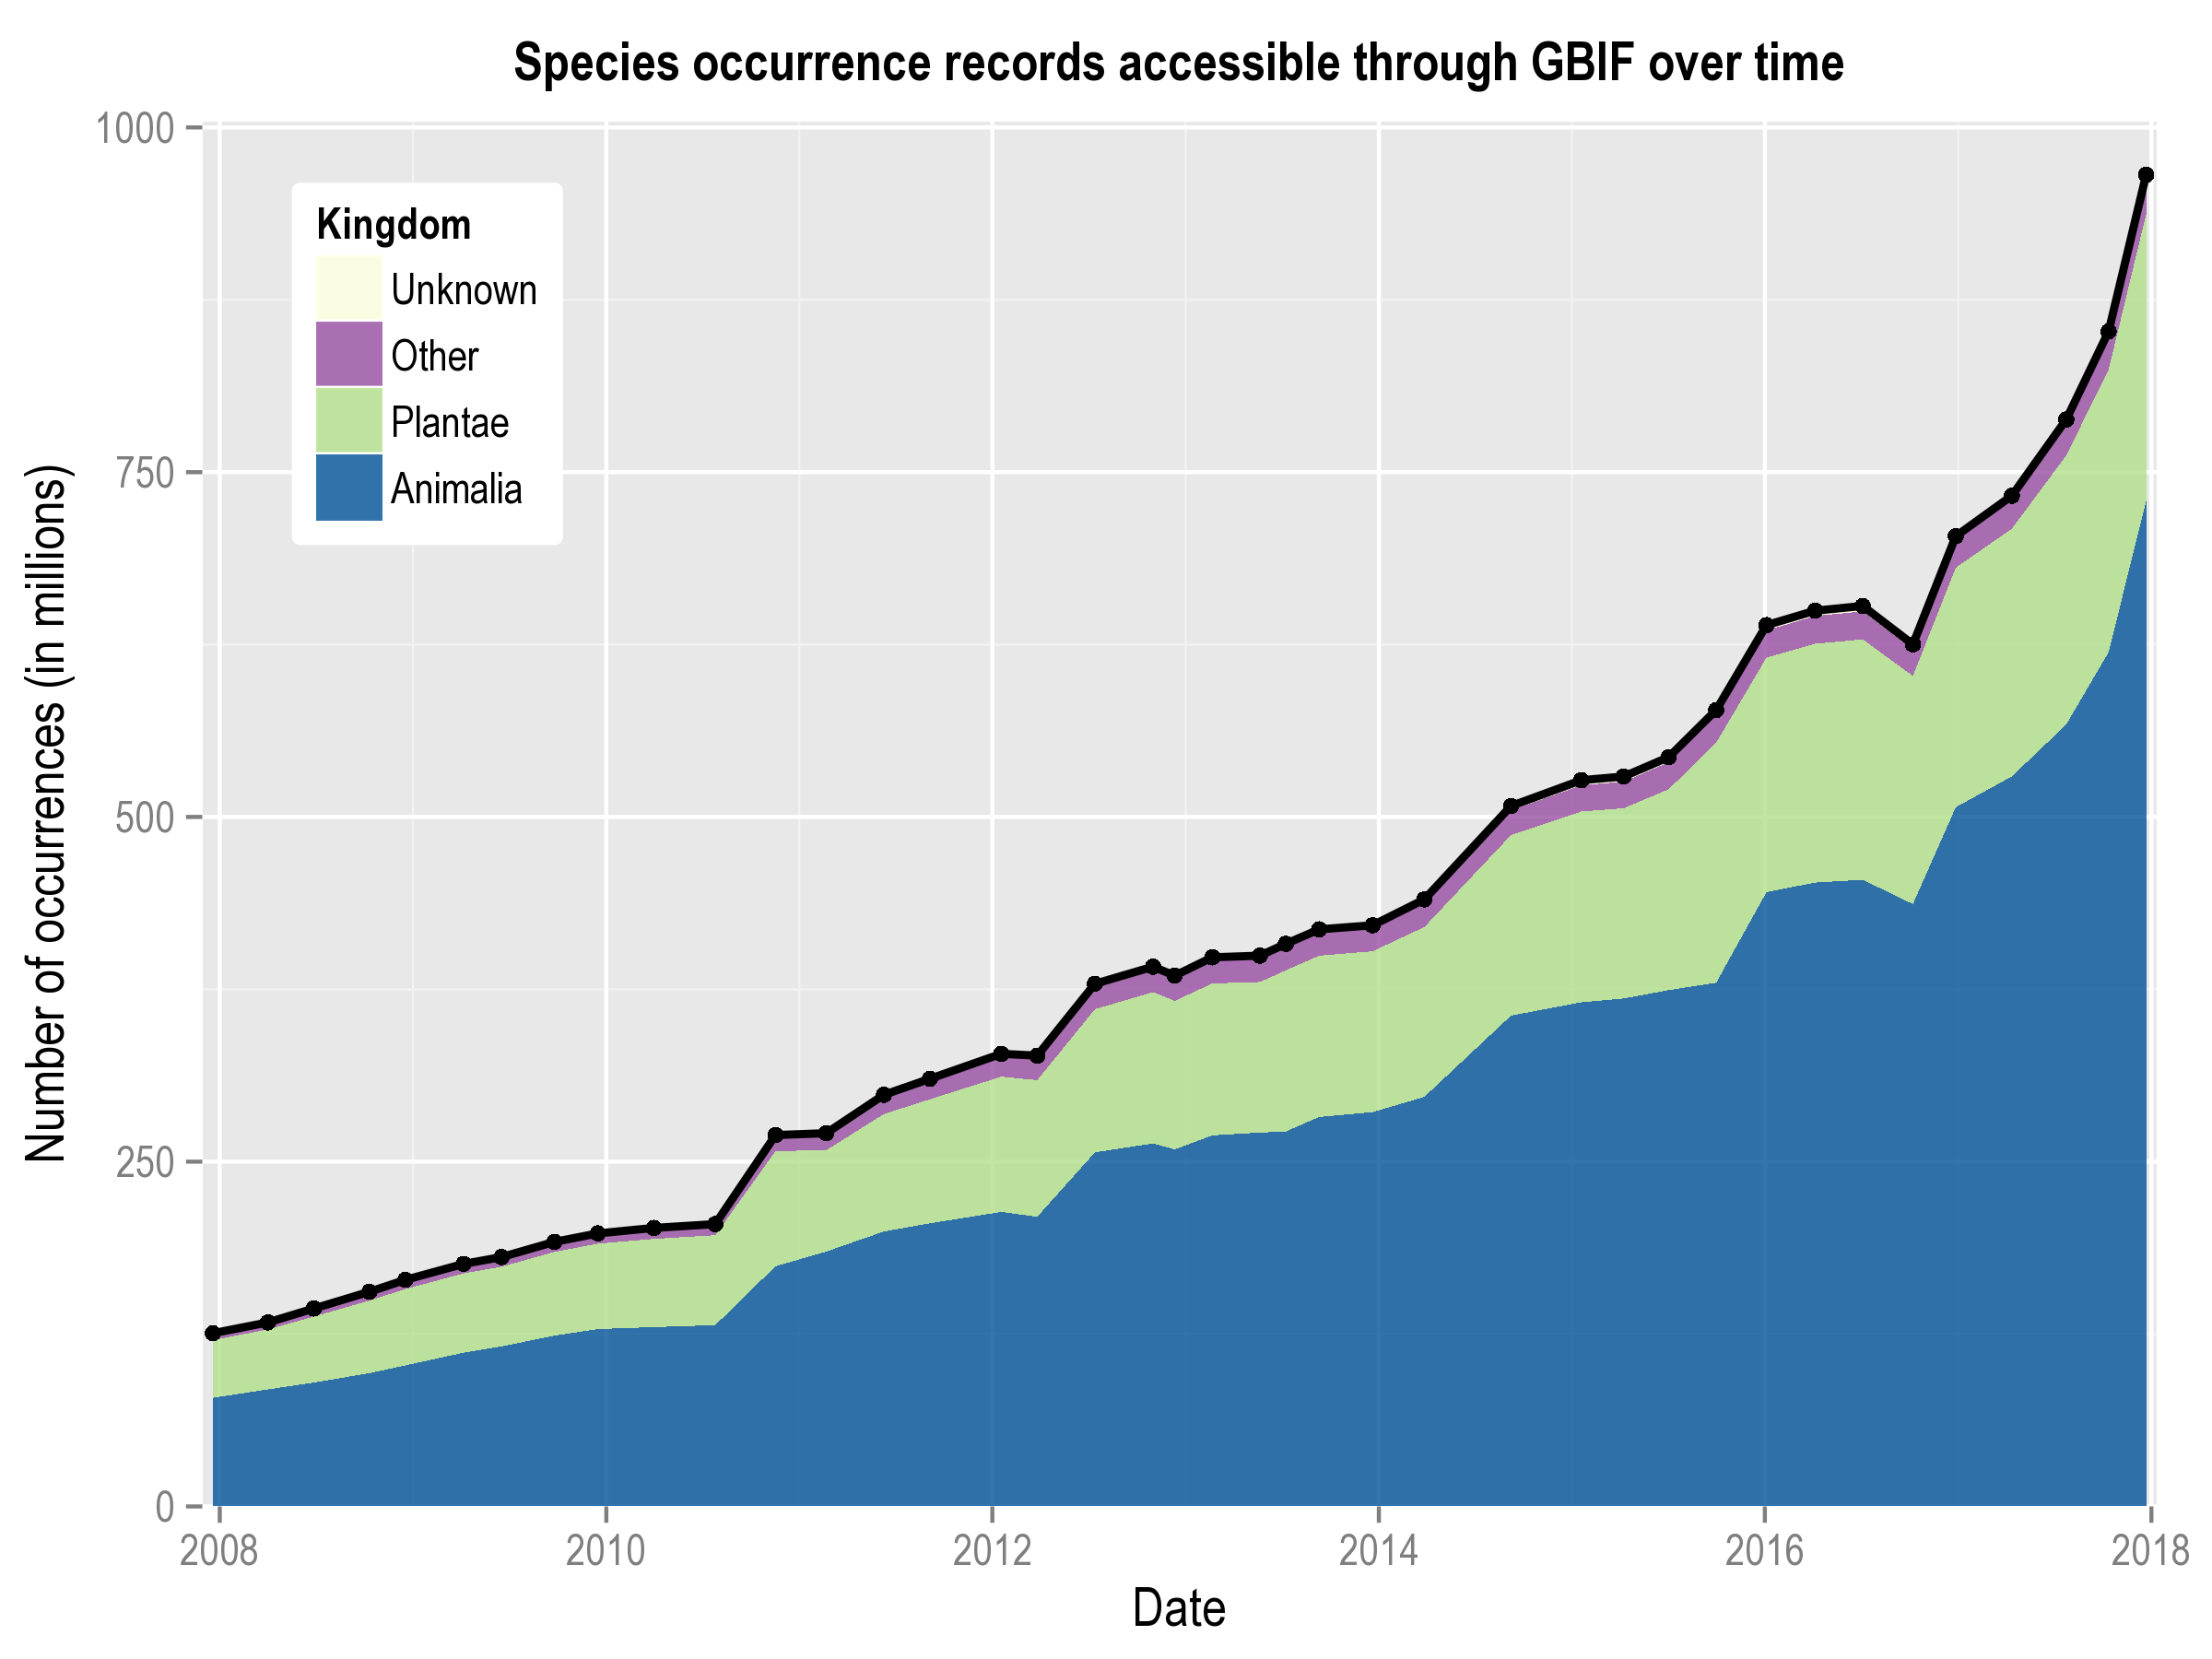 Species occurrence records accessible through GBIF over time
Number of occurrences (in millions)
1000
750
500
250
0
Kingdom
Unknown
Other
Plantae
Animalia
2008 2010 2012 2014 2016 2018
Date